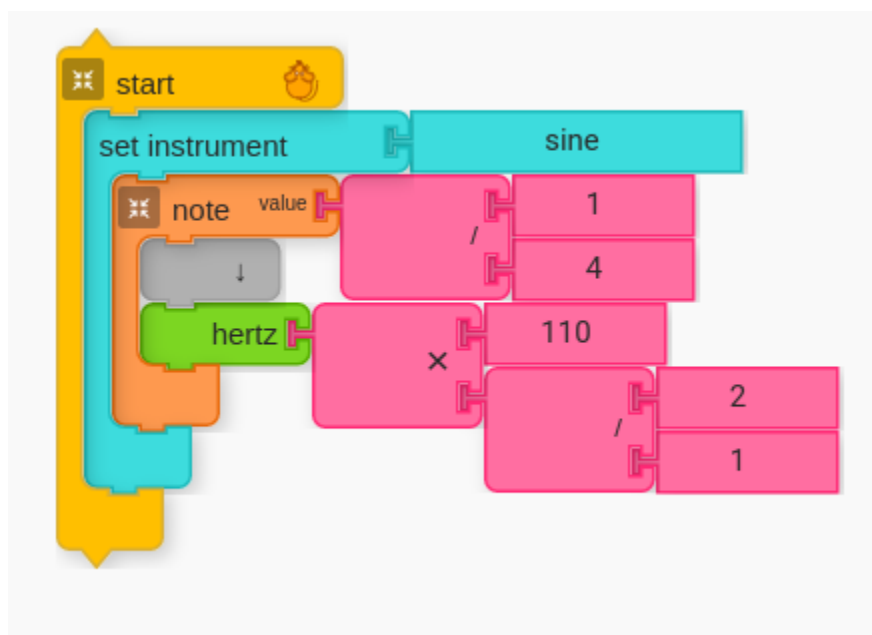 start
set instrument sine
note value 1
/
4
↓
hertz 110
×
2
/
1